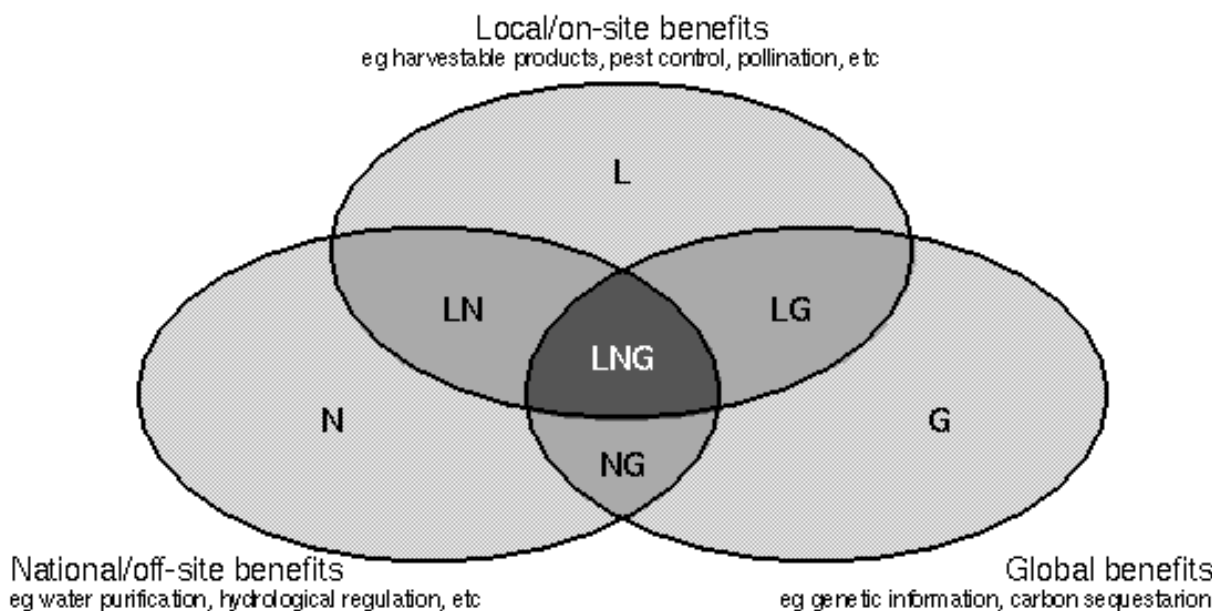 Local/on-site benefits
eg harvestable products, pest control, pollination, etc
L
LN
LG
LNG
N
G
NG
National/off-site benefits
eg water purification, hydrological regulation, etc
Global benefits
eg genetic information, carbon sequestarion